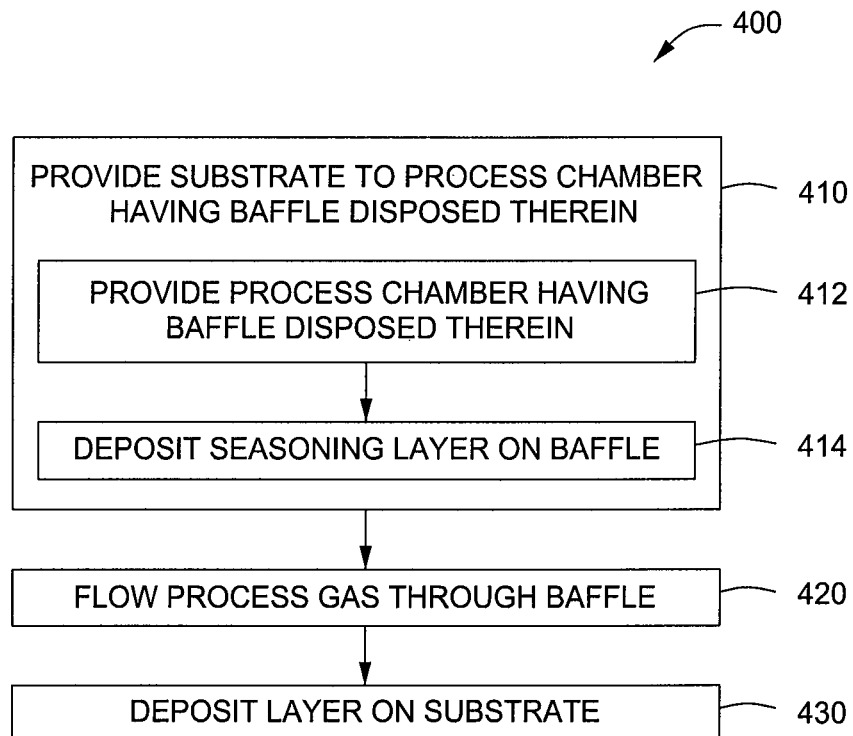 400
PROVIDE SUBSTRATE TO PROCESS CHAMBER
HAVING BAFFLE DISPOSED THEREIN
410
PROVIDE PROCESS CHAMBER HAVING
BAFFLE DISPOSED THEREIN
412
DEPOSIT SEASONING LAYER ON BAFFLE
414
FLOW PROCESS GAS THROUGH BAFFLE
420
DEPOSIT LAYER ON SUBSTRATE
430